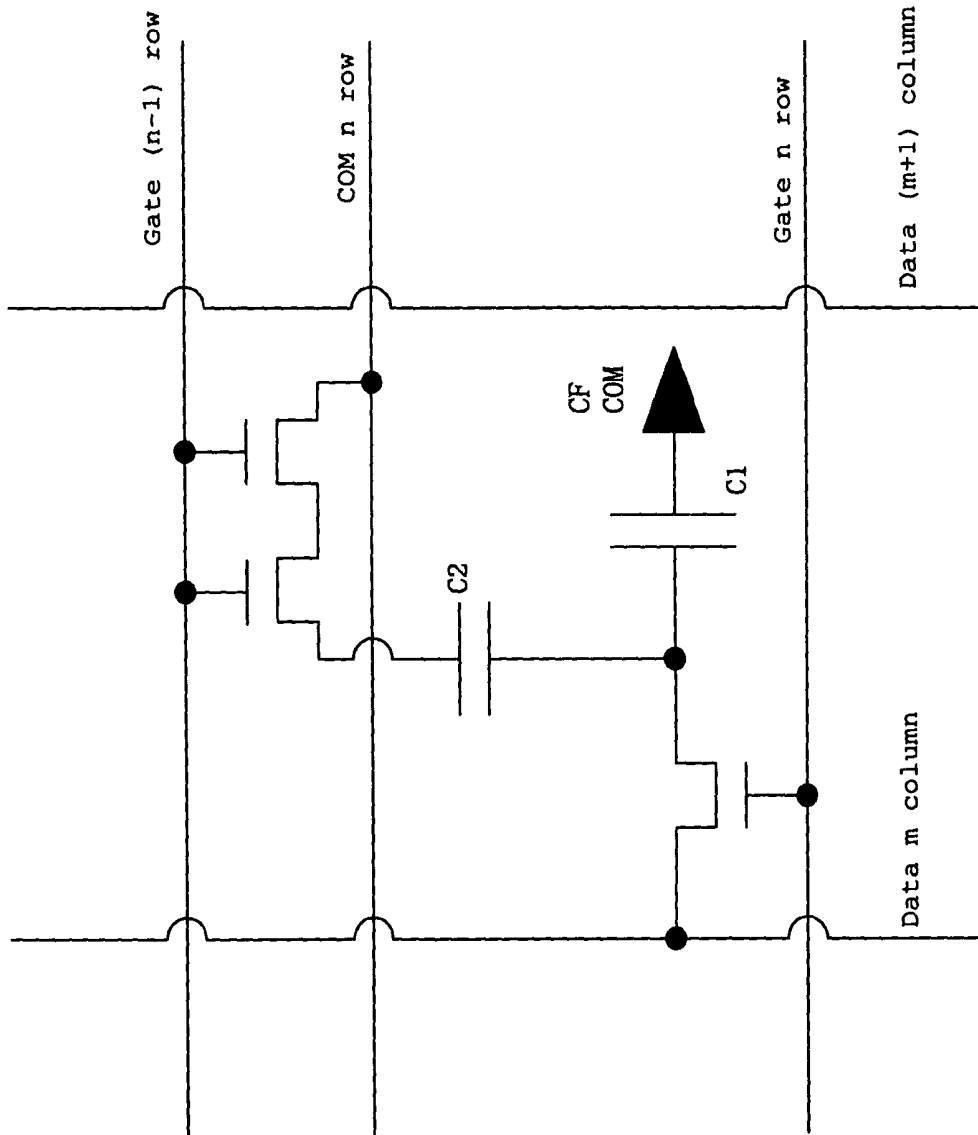 Gate (n-1) row
COM n row
Gate n row
Data (m+1) column
CF
COM
C1
C2
Data m column